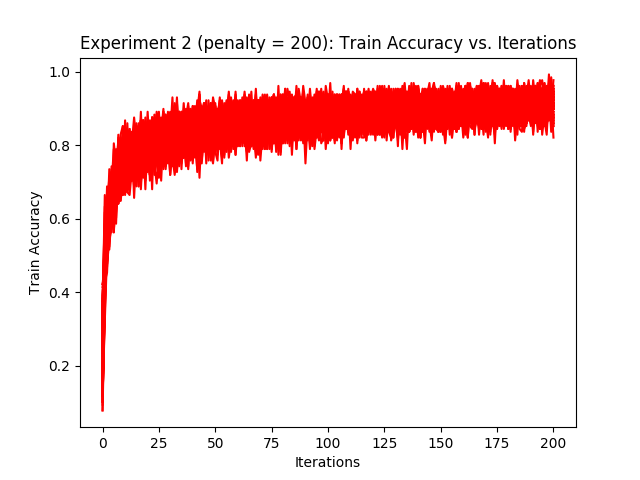 Experiment 2 (penalty = 200): Train Accuracy vs. Iterations
1.0
0.8
0.6
0.4
0.2
Train Accuracy
0 25 50 75 100 125 150 175 200
Iterations